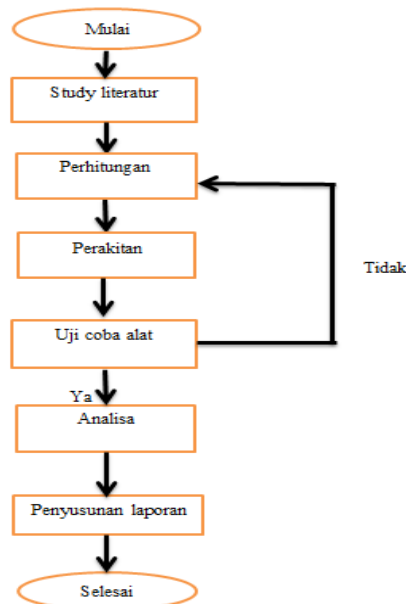 Mulai
Study literatur
Perhitungan
Perakitan
Tidak
Uji coba alat
Ya
Analisa
Penyusunan laporan
Selesai